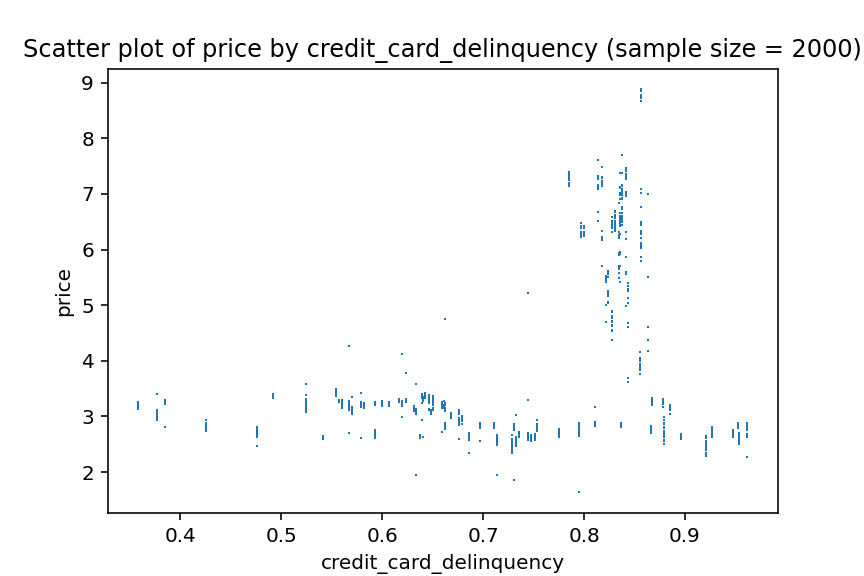 Scatter plot of price by credit_card_delinquency (sample size = 2000)
9
8
7
6
5
4
3
2
price
0.4 0.5 0.6 0.7 0.8 0.9
credit_card_delinquency